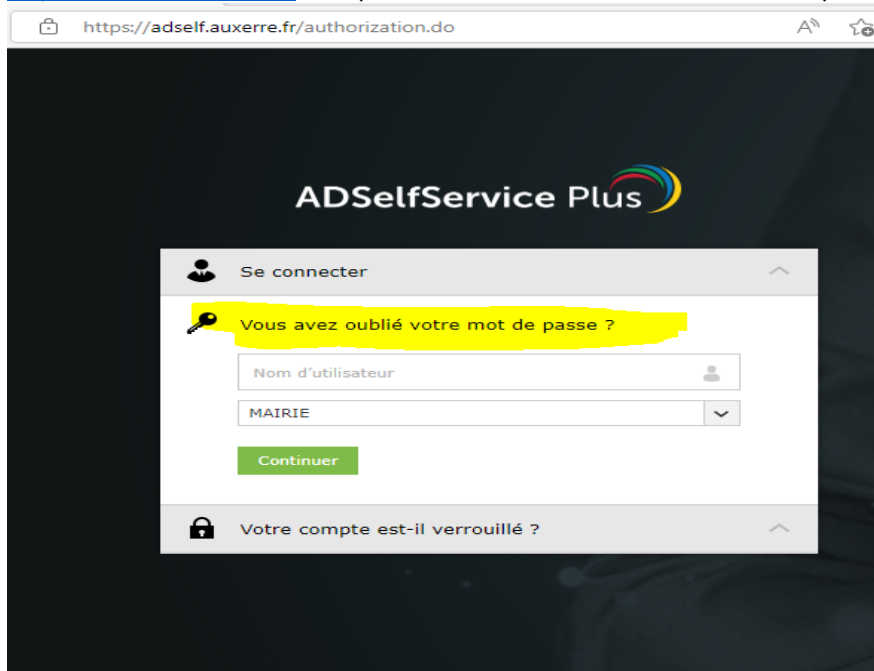 https://adself.auxerre.fr/authorization.do
ADSelfService Plus
Se connecter
Vous avez oublié votre mot de passe ?
Nom d'utilisateur
MAIRIE
Continuer
Votre compte est-il verrouillé ?